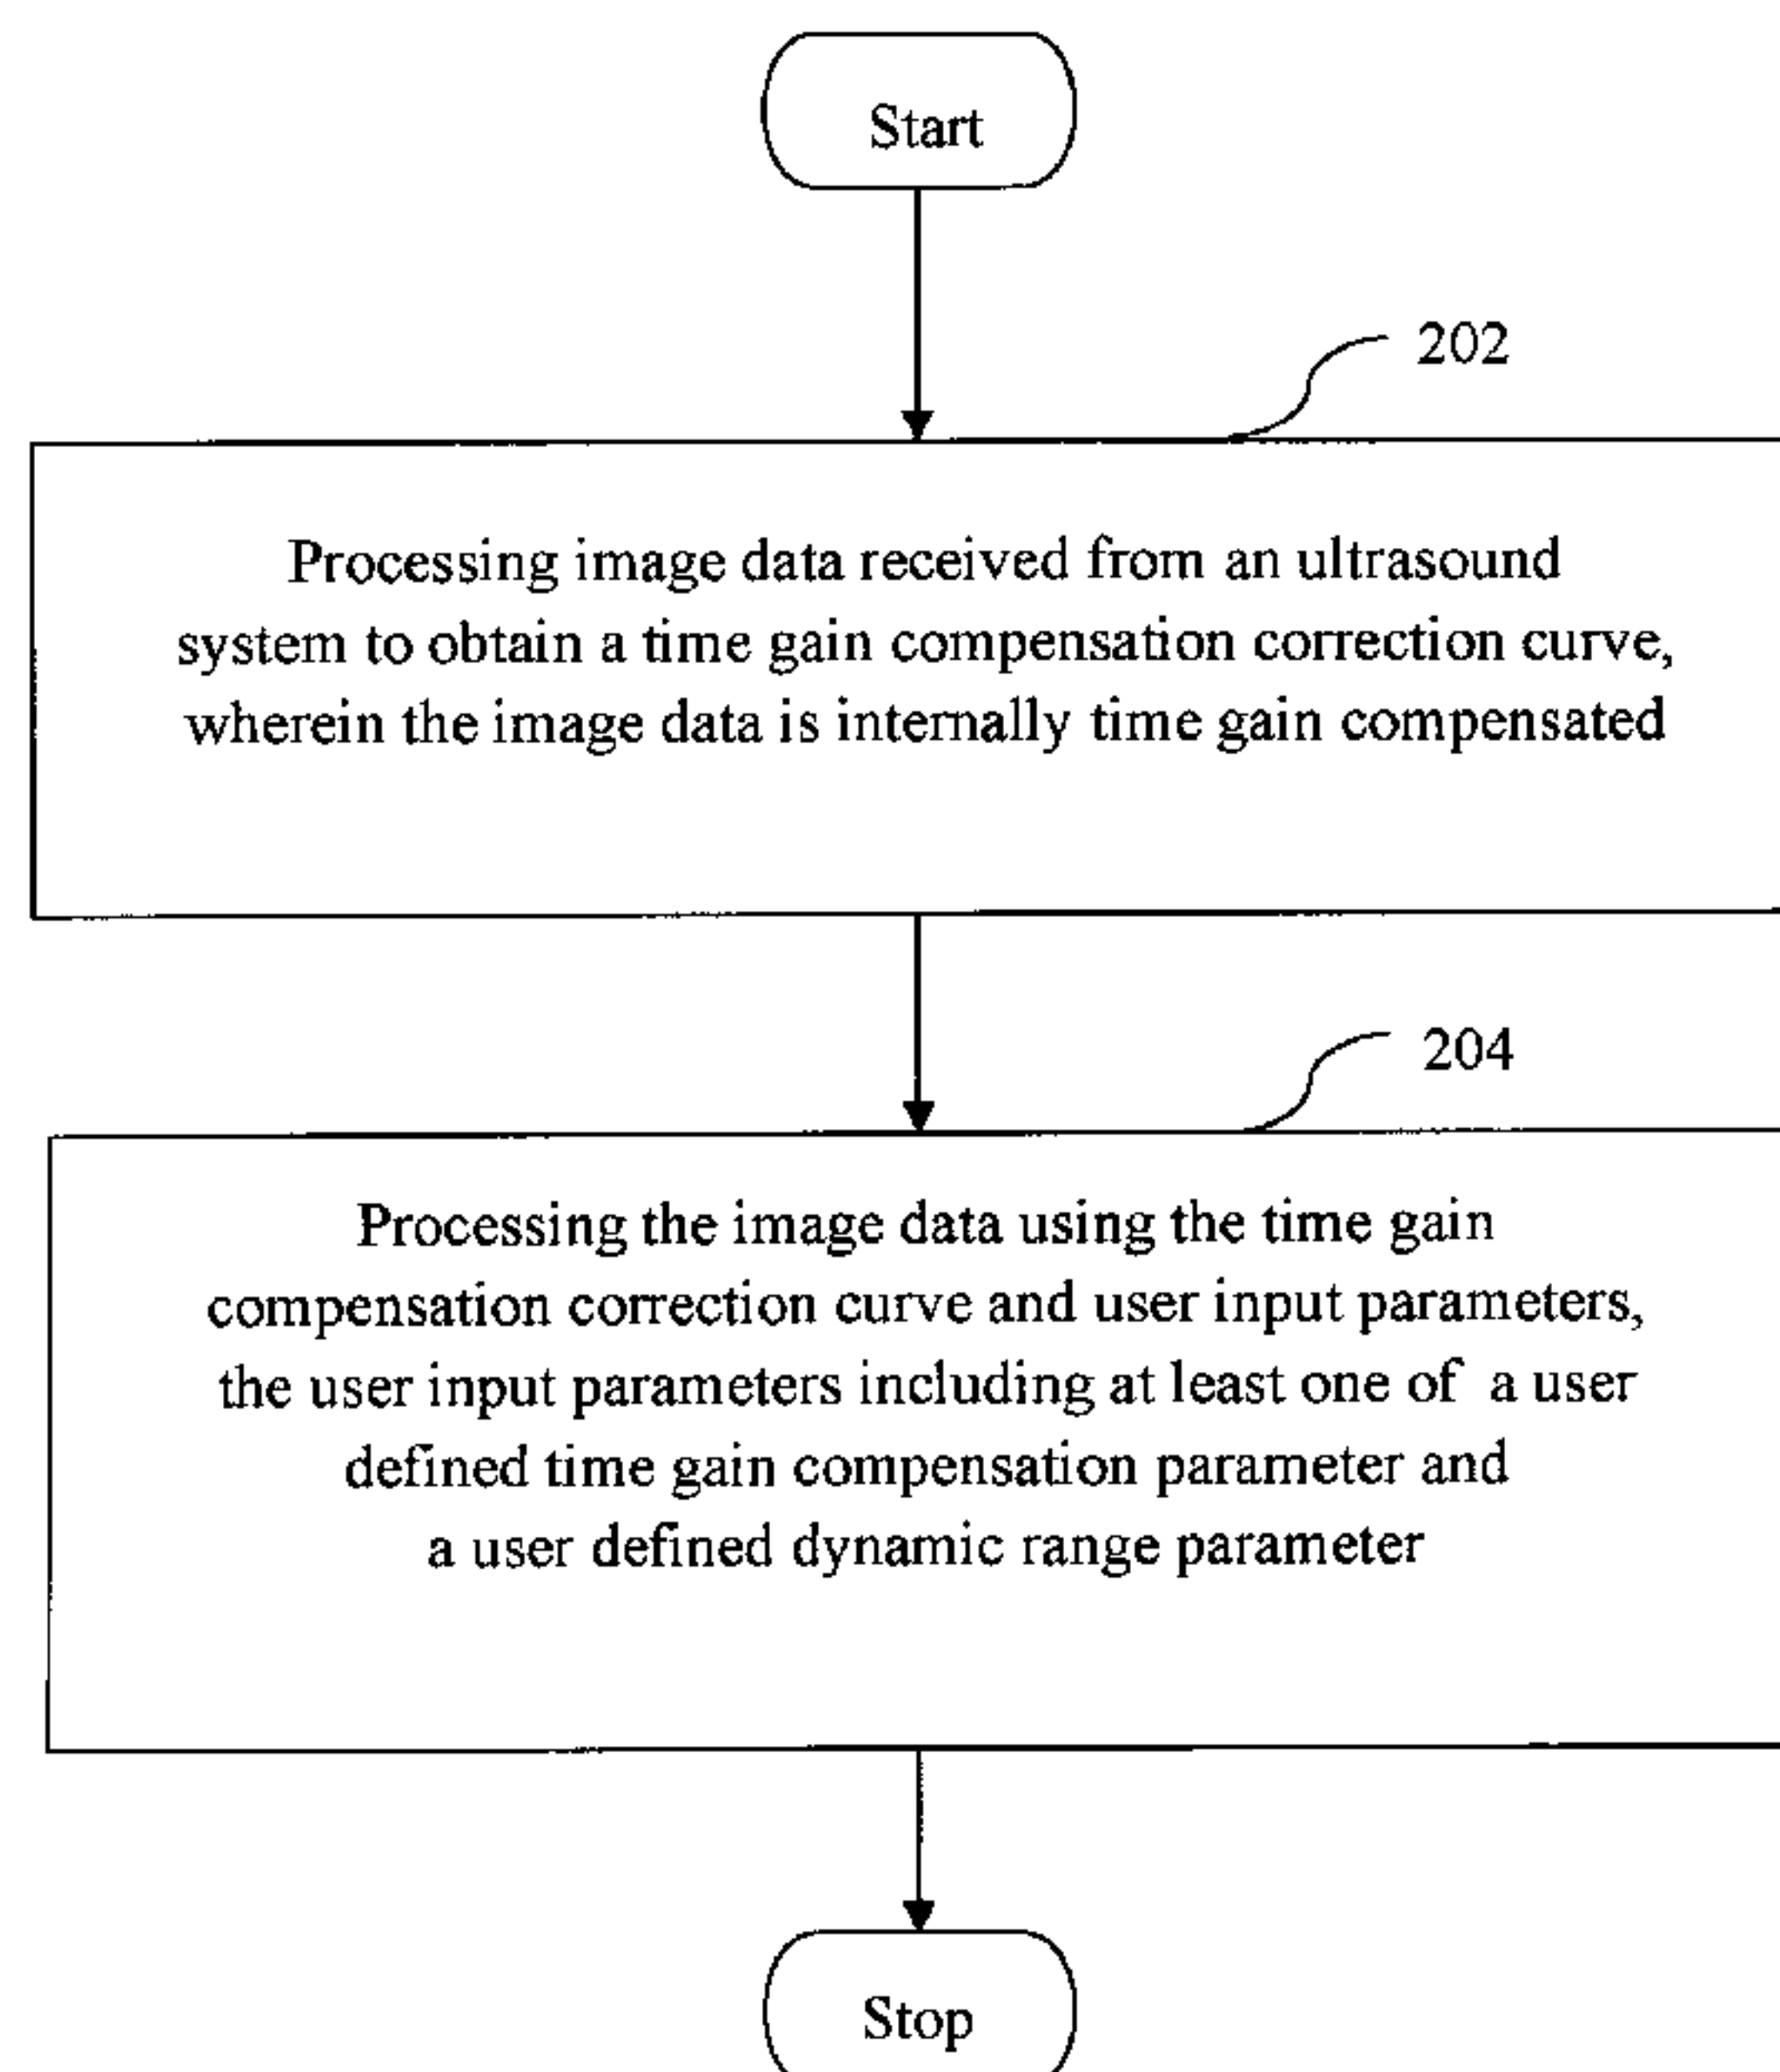 Start
202
Processing image data received from an ultrasound
system to obtain a time gain compensation correction curve,
wherein the image data is internally time gain compensated
204
Processing the image data using the time gain
compensation correction curve and user input parameters,
the user input parameters including at least one of a user
defined time gain compensation parameter and
a user defined dynamic range parameter
Stop